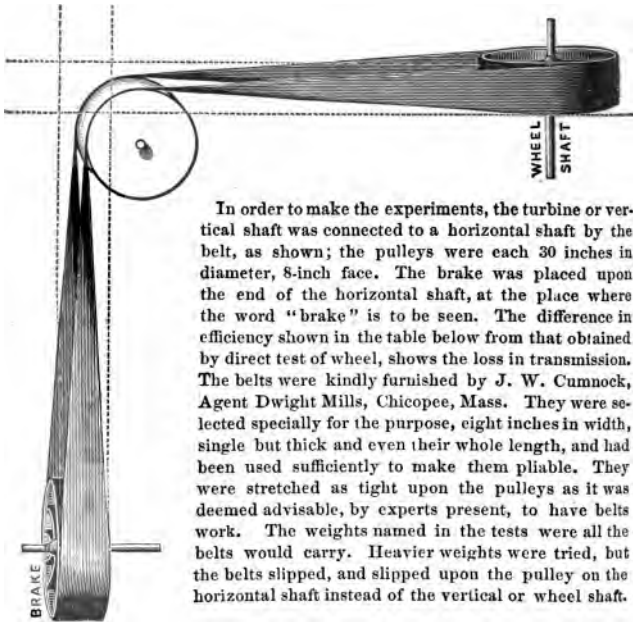 WHEEL
SHAFT
In order to make the experiments, the turbine or ver-
tical shaft was connected to a horizontal shaft by the
belt, as shown; the pulleys were each 30 inches in
diameter, 8-inch face. The brake was placed upon
the end of the horizontal shaft, at the place where
the word "brake" is to be seen. The difference in
efficiency shown in the table below from that obtained
by direct test of wheel, shows the loss in transmission.
The belts were kindly furnished by J. W. Cumnock,
Agent Dwight Mills, Chicopee, Mass. They were se-
lected specially for the purpose, eight inches in width,
single but thick and even their whole length, and had
been used sufficiently to make them pliable. They
were stretched as tight upon the pulleys as it was
deemed advisable, by experts present, to have belts
work. The weights named in the tests were all the
belts would carry. Heavier weights were tried, but
the belts slipped, and slipped upon the pulley on the
horizontal shaft instead of the vertical or wheel shaft.
BRAKE